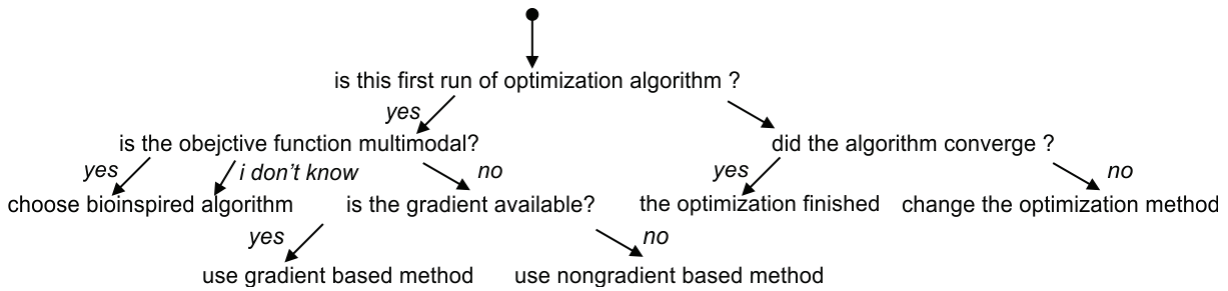 is this first run of optimization algorithm ?
yes
is the obejctive function multimodal?
did the algorithm converge ?
yes
i don't know
no
yes
no
choose bioinspired algorithm
is the gradient available?
the optimization finished
change the optimization method
yes
no
use gradient based method
use nongradient based method